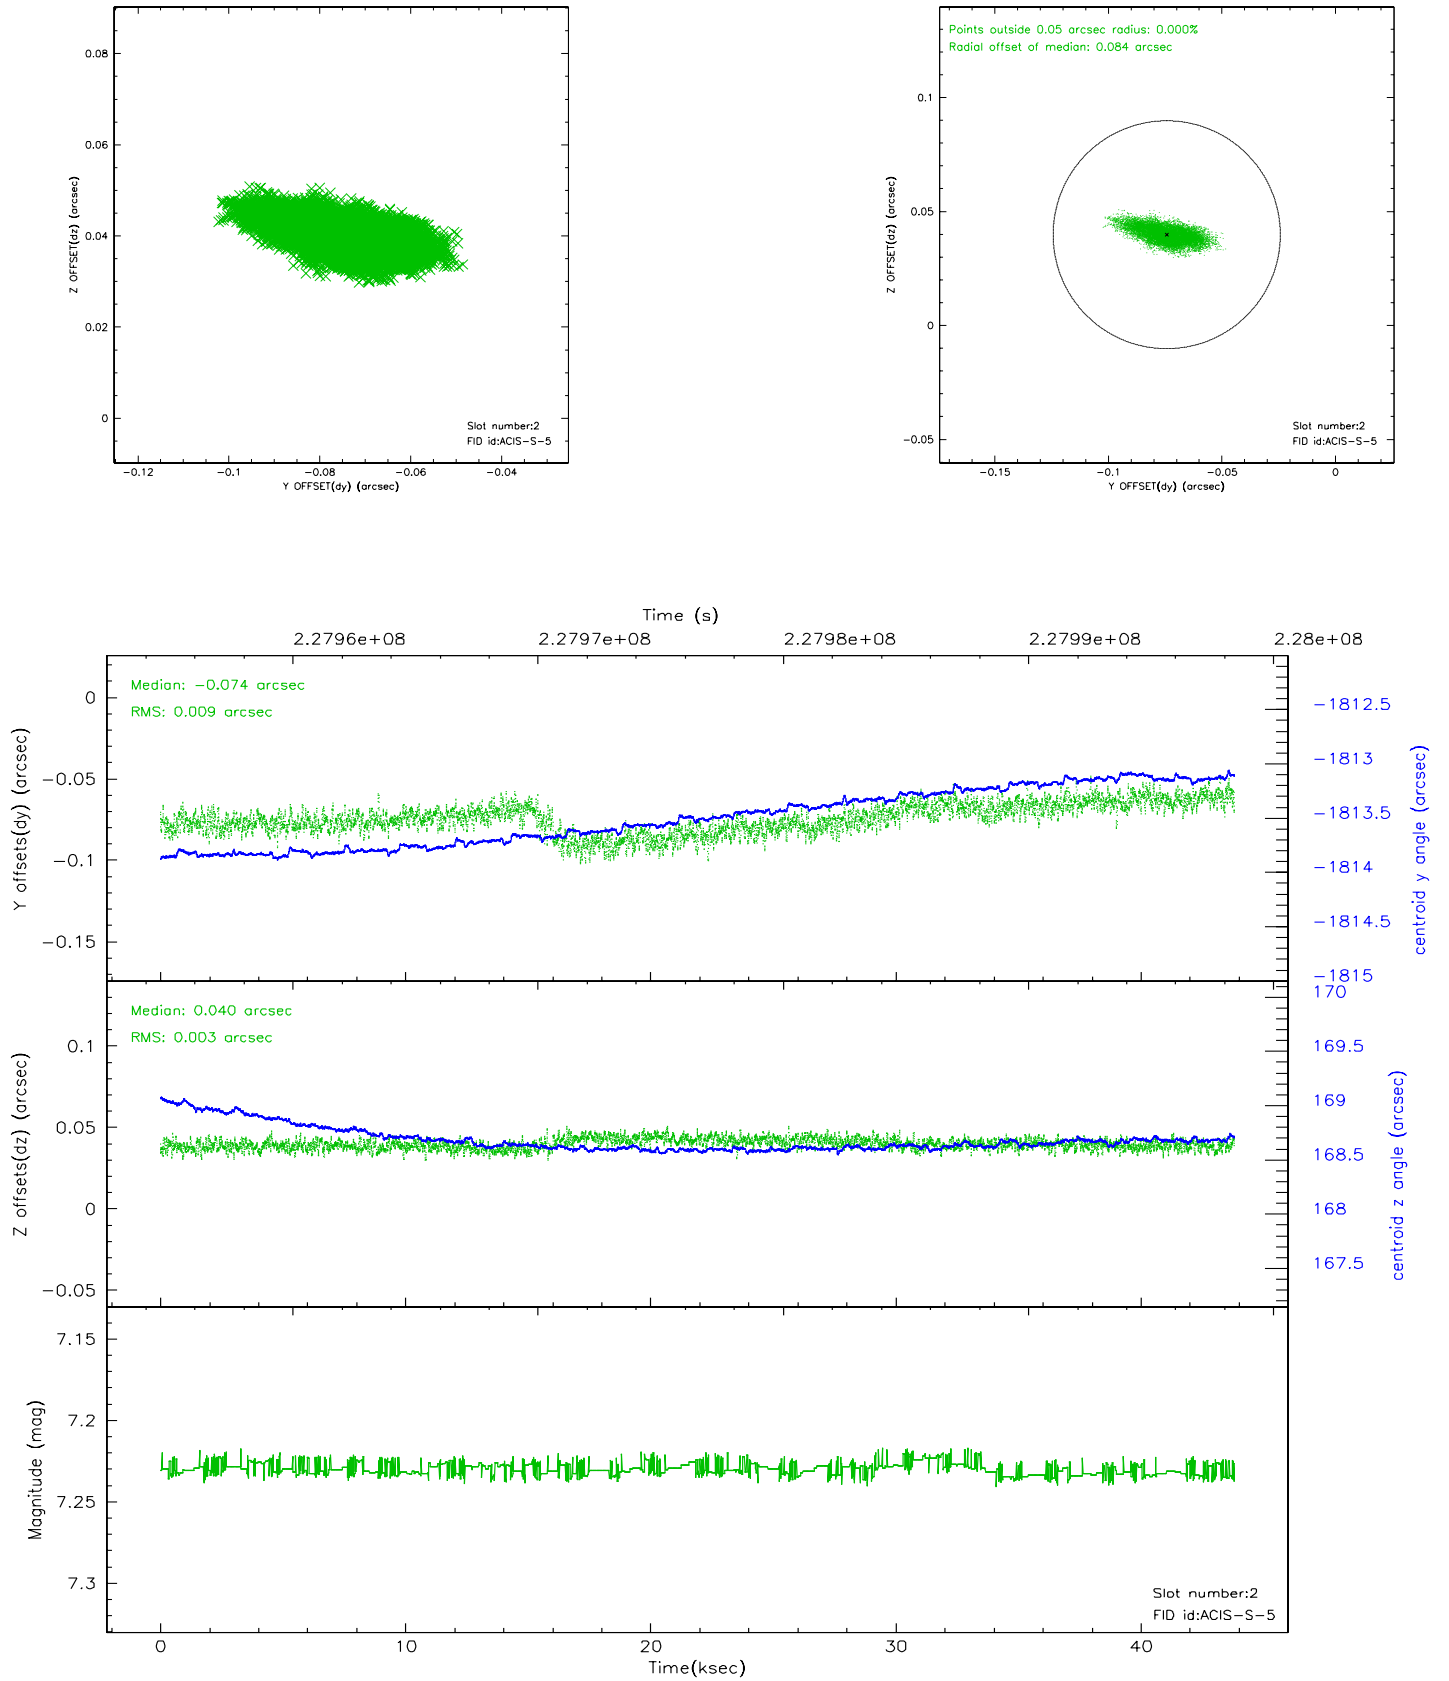 0.08
0.06
0.04
0.02
0
Z OFFSET(dz) (arcsec)
Slot number:2
FID id:ACIS-S-5
-0.12
-0.1
-0.08
-0.06
-0.04
Y OFFSET(dy) (arcsec)
Points outside 0.05 arcsec radius: 0.000%
Radial offset of median: 0.084 arcsec
0.1
0.05
0
-0.05
Z OFFSET(dz) (arcsec)
Slot number:2
FID id:ACIS-S-5
-0.15
-0.1
-0.05
0
Y OFFSET(dy) (arcsec)
Time (s)
2.2796e+08
2.2797e+08
2.2798e+08
2.2799e+08
2.28e+08
Median: -0.074 arcsec
RMS: 0.009 arcsec
0
-0.05
-0.1
-0.15
Y offsets(dy) (arcsec)
-1812.5
-1813
-1813.5
-1814
-1814.5
-1815
centroid y angle (arcsec)
Median: 0.040 arcsec
RMS: 0.003 arcsec
0.1
0.05
0
-0.05
Z offsets(dz) (arcsec)
170
169.5
169
168.5
168
167.5
centroid z angle (arcsec)
7.15
7.2
7.25
7.3
Magnitude (mag)
Slot number:2
FID id:ACIS-S-5
0
10
20
30
40
Time(ksec)